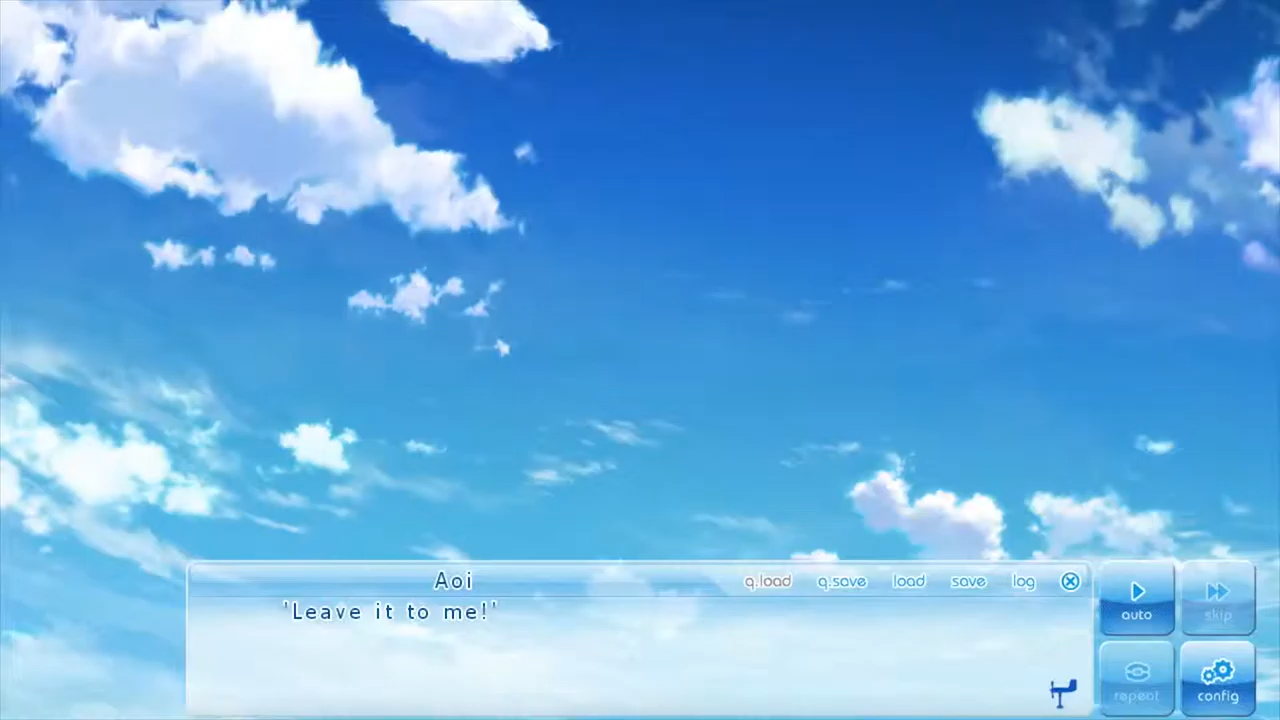 Aoi
q.load q.save load save log
'Leave it to me!'
auto
skip
repeat
config